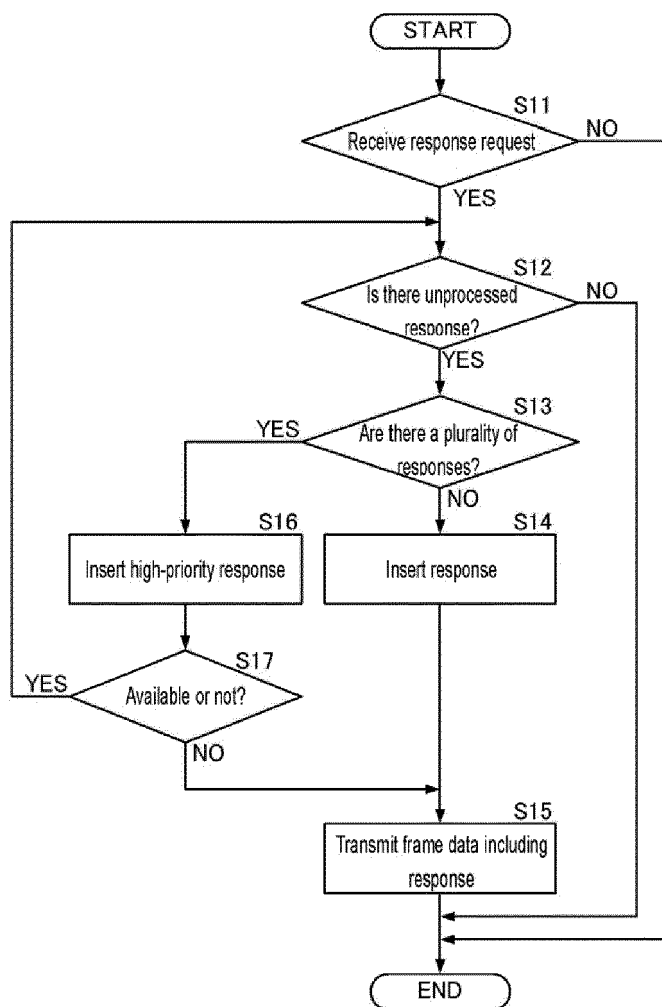 START
S11
Receive response request
NO
YES
S12
Is there unprocessed
response?
NO
YES
S13
Are there a plurality of
responses?
YES
NO
S16
Insert high-priority response
S14
Insert response
S17
Available or not?
YES
NO
S15
Transmit frame data including
response
END